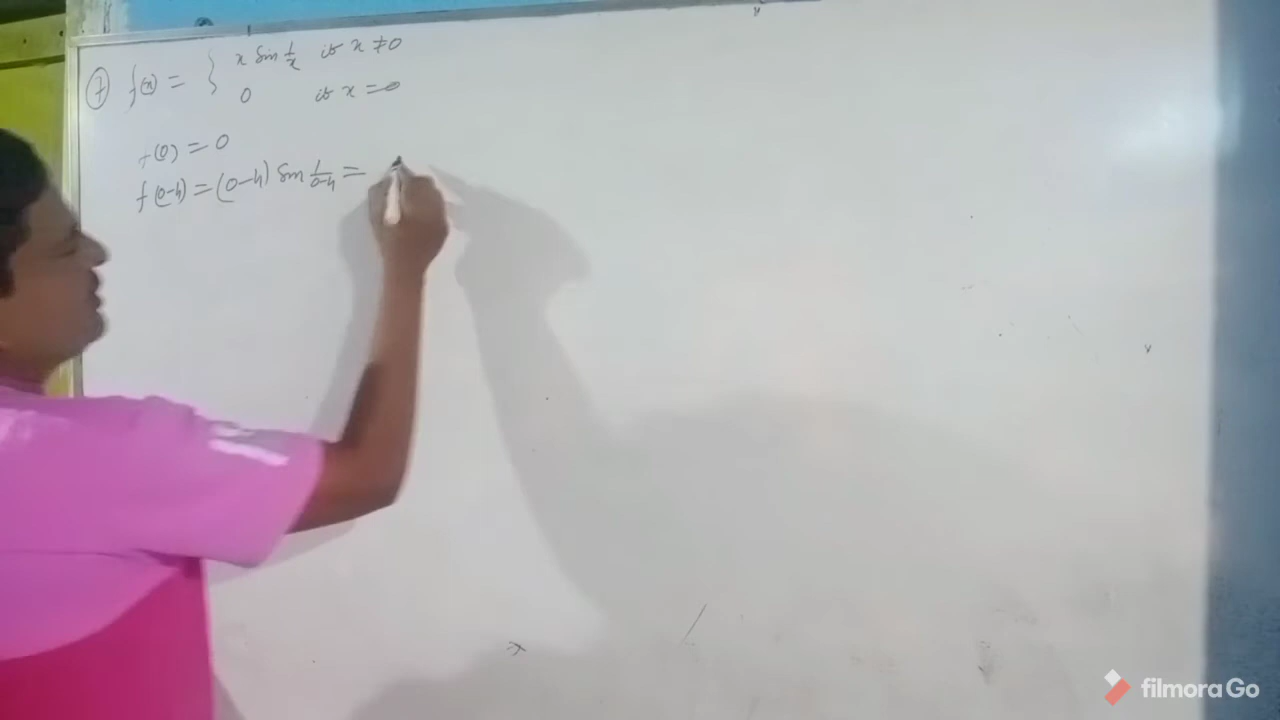 ⑦ f(x) = { x sin 1/x if x ≠ 0
0 if x = 0
f(0) = 0
f(0-h) = (0-h) sin 1/0-h =
filmoraGo